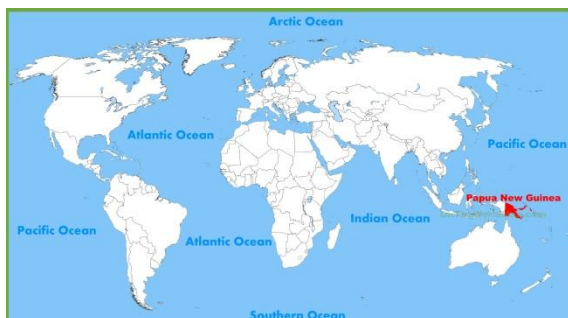 Arctic Ocean
Atlantic Ocean
Pacific Ocean
Papua New Guinea
Indian Ocean
Pacific Ocean
Atlantic Ocean
Southern Ocean